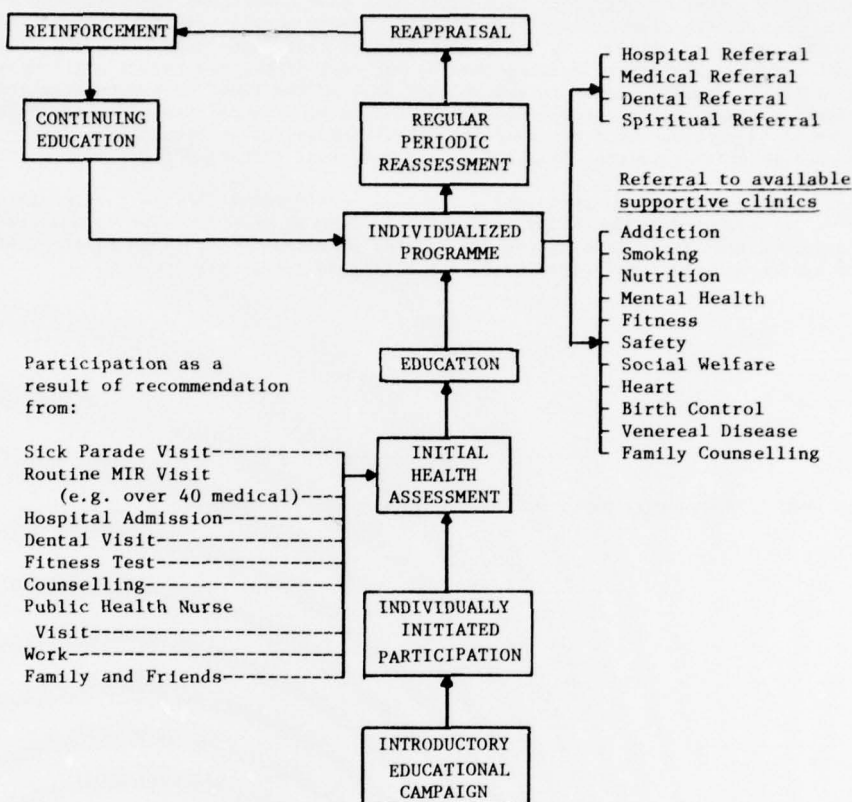 REINFORCEMENT
REAPPRAISAL
CONTINUING
EDUCATION
REGULAR
PERIODIC
REASSESSMENT
INDIVIDUALIZED
PROGRAMME
Hospital Referral
Medical Referral
Dental Referral
Spiritual Referral
Referral to available
supportive clinics
Addiction
Smoking
Nutrition
Mental Health
Fitness
Safety
Social Welfare
Heart
Birth Control
Venereal Disease
Family Counselling
EDUCATION
Participation as a
result of recommendation
from:
Sick Parade Visit
Routine MIR Visit
(e.g. over 40 medical)
Hospital Admission
Dental Visit
Fitness Test
Counselling
Public Health Nurse
Visit
Work
Family and Friends
INITIAL
HEALTH
ASSESSMENT
INDIVIDUALLY
INITIATED
PARTICIPATION
INTRODUCTORY
EDUCATIONAL
CAMPAIGN